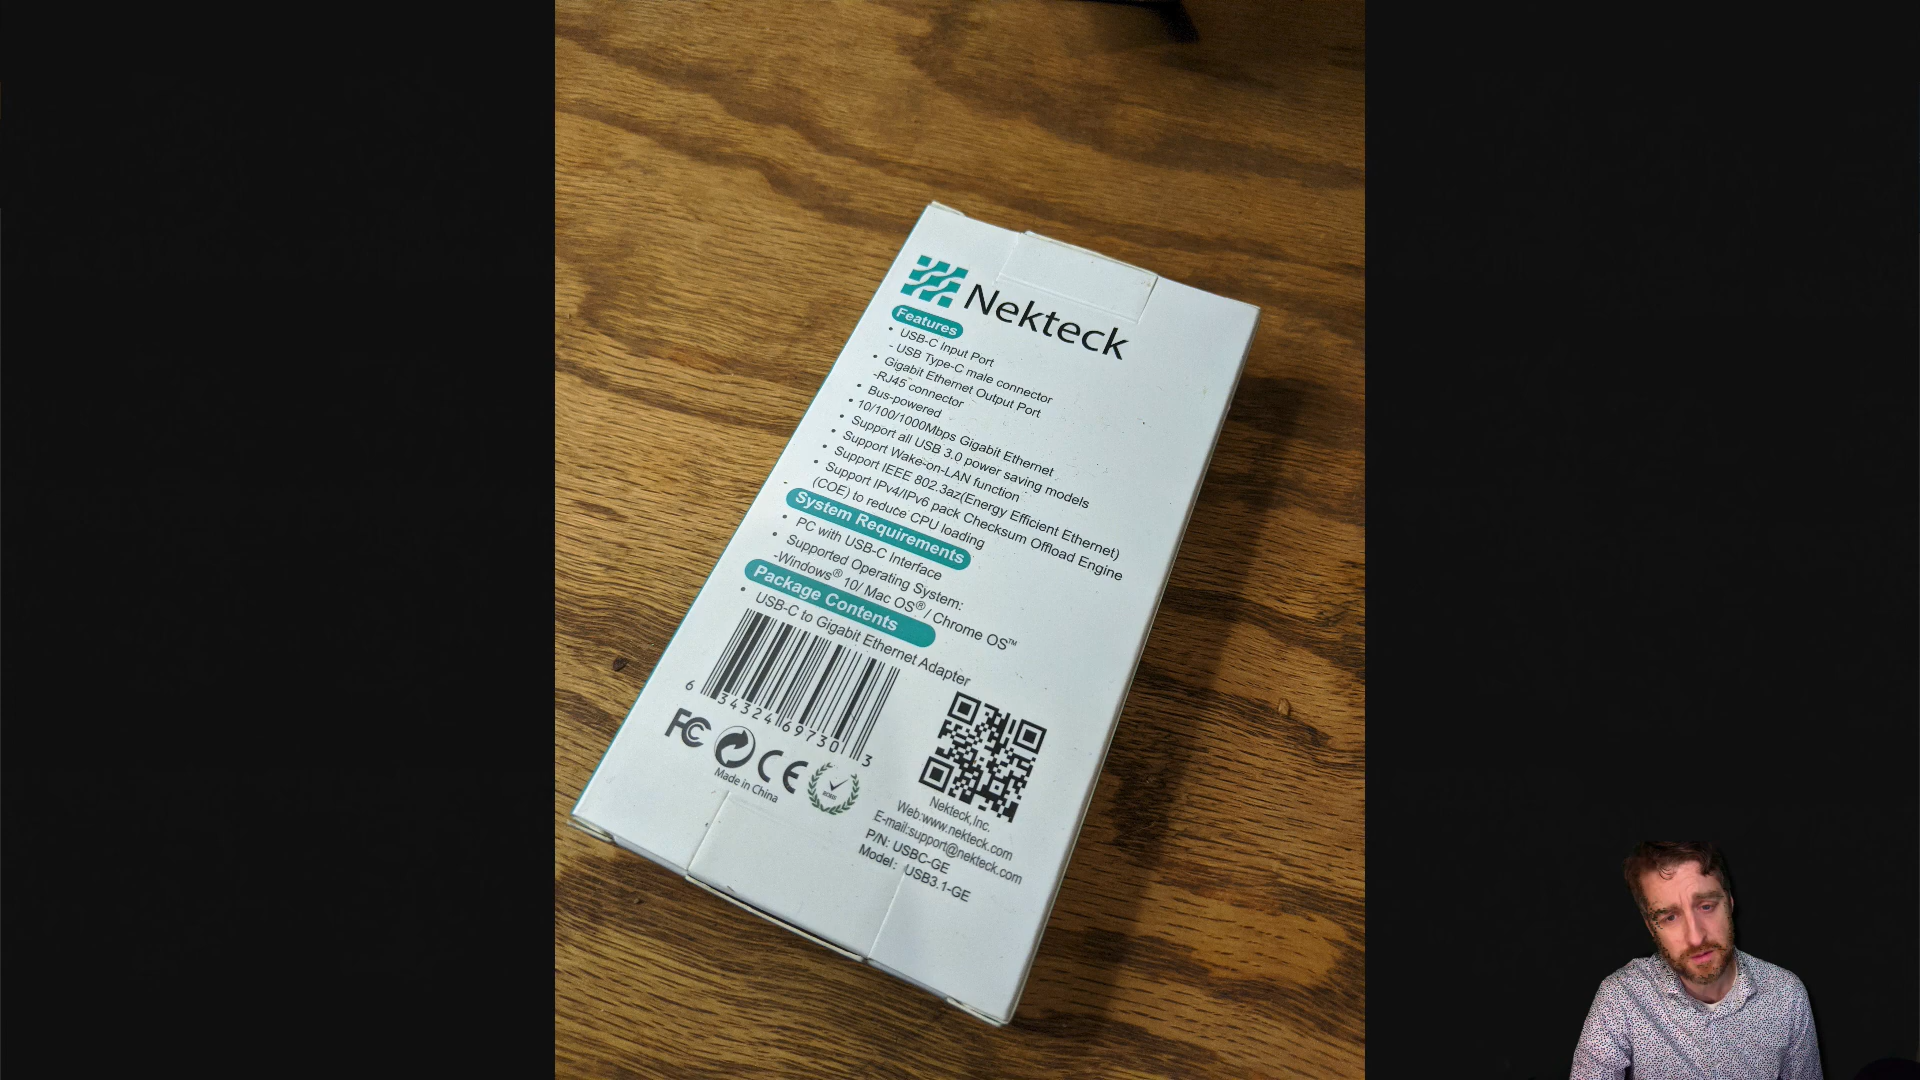 Nekteck
Features
• USB-C Input Port
- USB Type-C male connector
• Gigabit Ethernet Output Port
-RJ45 connector
• Bus-powered
• 10/100/1000Mbps Gigabit Ethernet
• Support all USB 3.0 power saving models
• Support Wake-on-LAN function
• Support IEEE 802.3az(Energy Efficient Ethernet)
• Support IPv4/IPv6 pack Checksum Offload Engine
(COE) to reduce CPU loading
System Requirements
• PC with USB-C Interface
• Supported Operating System:
-Windows® 10/ Mac OS® / Chrome OS™
Package Contents
• USB-C to Gigabit Ethernet Adapter
6 34324 69730 3
FC CE
Made in China
Nekteck,Inc.
Web:www.nekteck.com
E-mail:support@nekteck.com
P/N: USBC-GE
Model: USB3.1-GE